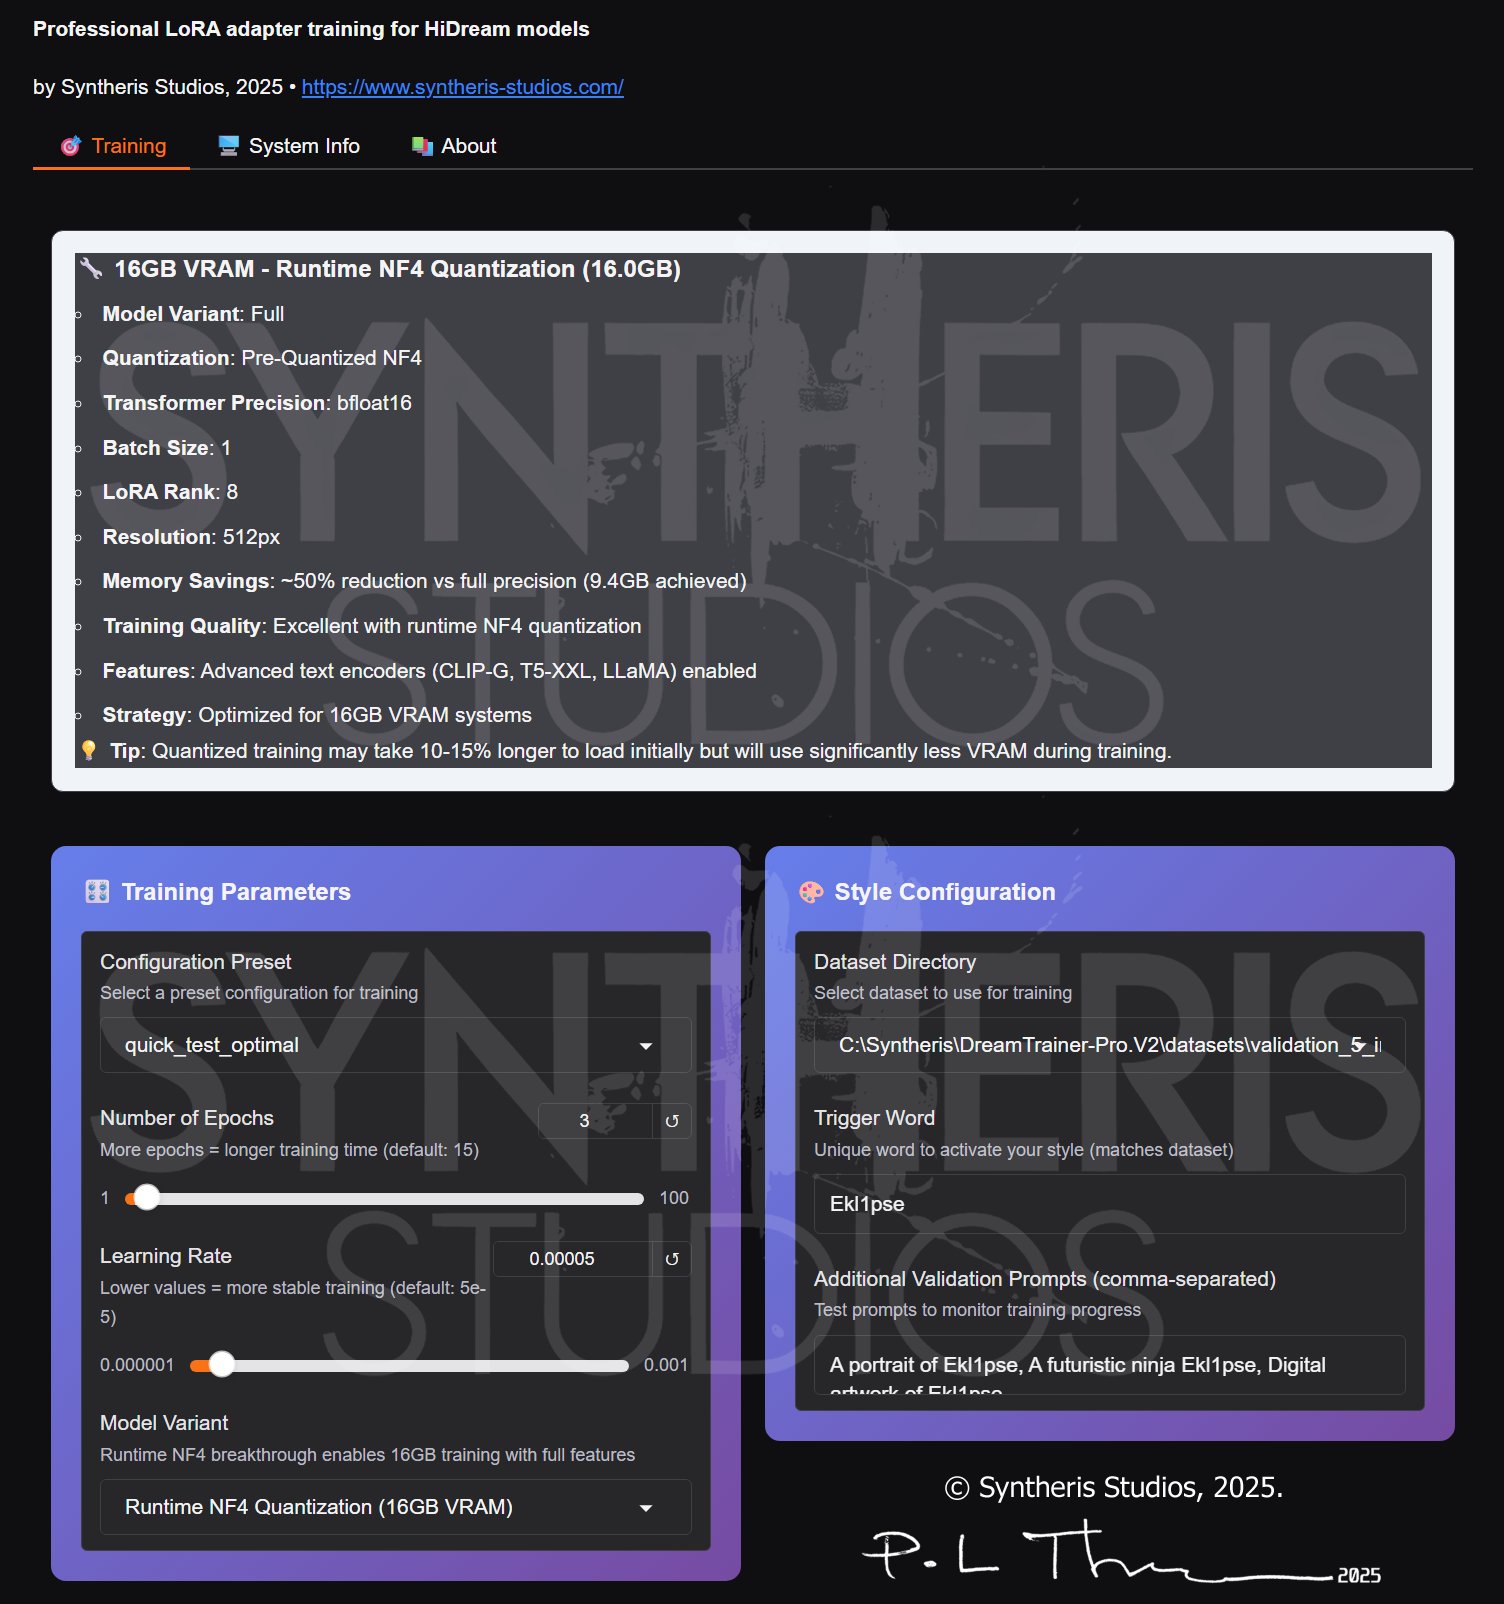 Professional LoRA adapter training for HiDream models
by Syntheris Studios, 2025 • https://www.syntheris-studios.com/
Training System Info About
16GB VRAM - Runtime NF4 Quantization (16.0GB)
Model Variant: Full
Quantization: Pre-Quantized NF4
Transformer Precision: bfloat16
Batch Size: 1
LoRA Rank: 8
Resolution: 512px
Memory Savings: ~50% reduction vs full precision (9.4GB achieved)
Training Quality: Excellent with runtime NF4 quantization
Features: Advanced text encoders (CLIP-G, T5-XXL, LLaMA) enabled
Strategy: Optimized for 16GB VRAM systems
Tip: Quantized training may take 10-15% longer to load initially but will use significantly less VRAM during training.
SYNTHERIS
STUDIOS
Training Parameters
Configuration Preset
Select a preset configuration for training
quick_test_optimal
Number of Epochs
3
More epochs = longer training time (default: 15)
1
100
Learning Rate
0.00005
Lower values = more stable training (default: 5e-
5)
0.000001
0.001
Model Variant
Runtime NF4 breakthrough enables 16GB training with full features
Runtime NF4 Quantization (16GB VRAM)
Style Configuration
Dataset Directory
Select dataset to use for training
C:\Syntheris\DreamTrainer-Pro.V2\datasets\validation_5_i
Trigger Word
Unique word to activate your style (matches dataset)
Ekl1pse
Additional Validation Prompts (comma-separated)
Test prompts to monitor training progress
A portrait of Ekl1pse, A futuristic ninja Ekl1pse, Digital
artwork of Ekl1pse
SYNTHERIS
STUDIOS
© Syntheris Studios, 2025.
P. L
2025